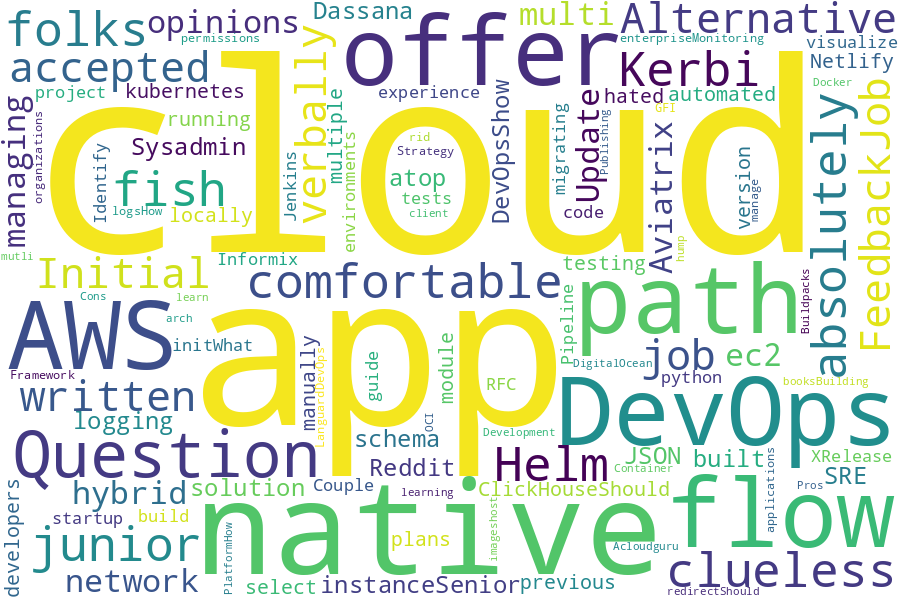 folks
opinions
permissions
Dassana
offer
multi
Alternative
enterpriseMonitoring
visualize
Netlify
accepted
project
kubernetes
verbally
experience
Kerbi
hated
automated
GFI
Docker
managing
organizations
running
Sysadmin
multiple
cloud
rid
Strategy
DevOpsShow
migrating
Update
Publishing
Aviatrix
version
manage
absolutely
FeedbackJob
Identify
fish
logsHow
locally
Jenkins
environments
atop
tests
client
code
mutli
Initial
Informix
comfortable
testing
hump
Cons
learn
arch
AWS
initWhat
app
path
Buildpacks
Pipeline
DigitalOcean
job
ec2
Framework
written
manually
LanguardDevOps
guide
module
RFC
python
booksBuilding
logging
schema
OCI
Development
DevOps
Question
Reddit
Helm
JSON
Container
built
XRelease
developers
hybrid
solution
Couple
learning
ClickHouseShould
SRE
Pros
applications
startup
build
native
imageshost
flow
junior
PlatformHow
plans
Acloudguru
clueless
network
select
instanceSenior
previous
redirectShould